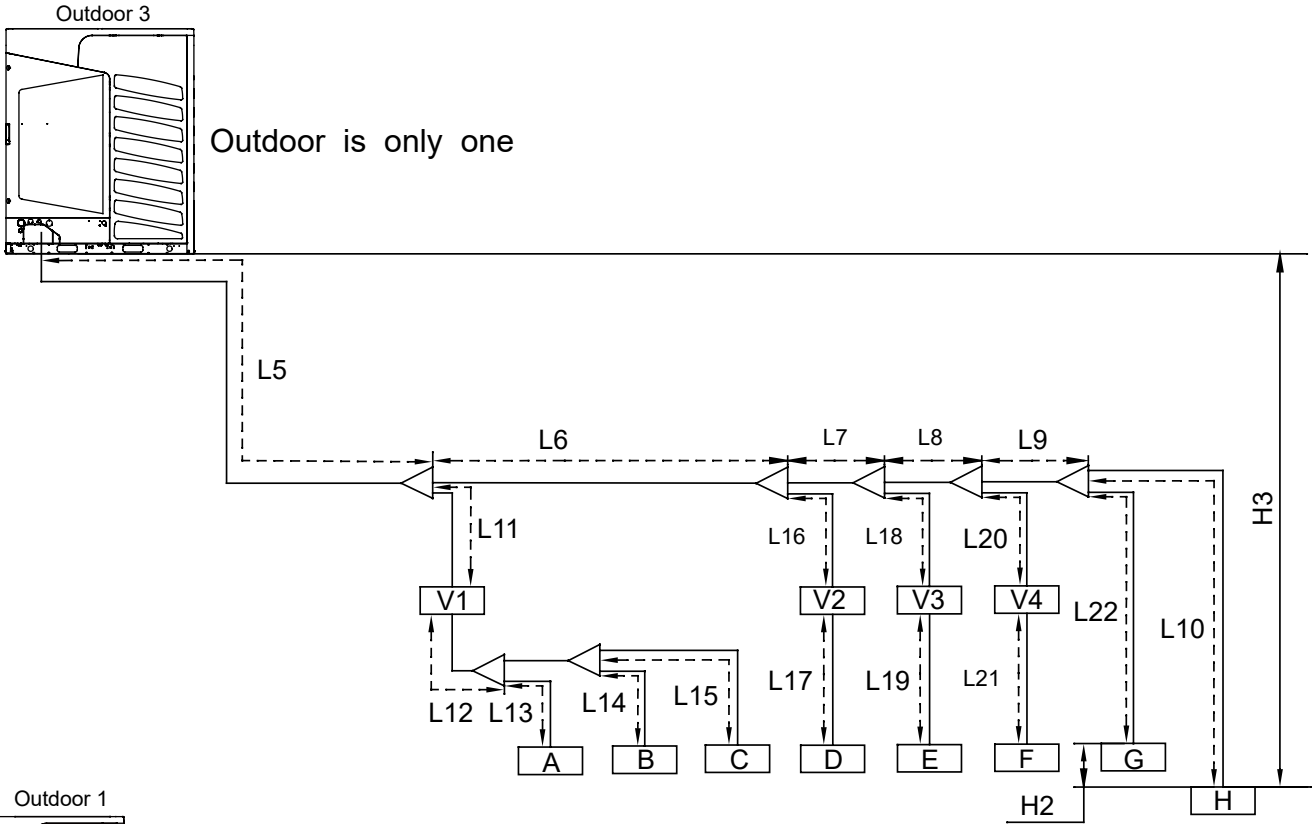 Outdoor 3
Outdoor is only one
L5
L6
L7
L8
L9
H3
L11
L16
L18
L20
V1
V2
V3
V4
L22
L10
L12
L13
L14
L15
L17
L19
L21
A
B
C
D
E
F
G
H
H2
Outdoor 1